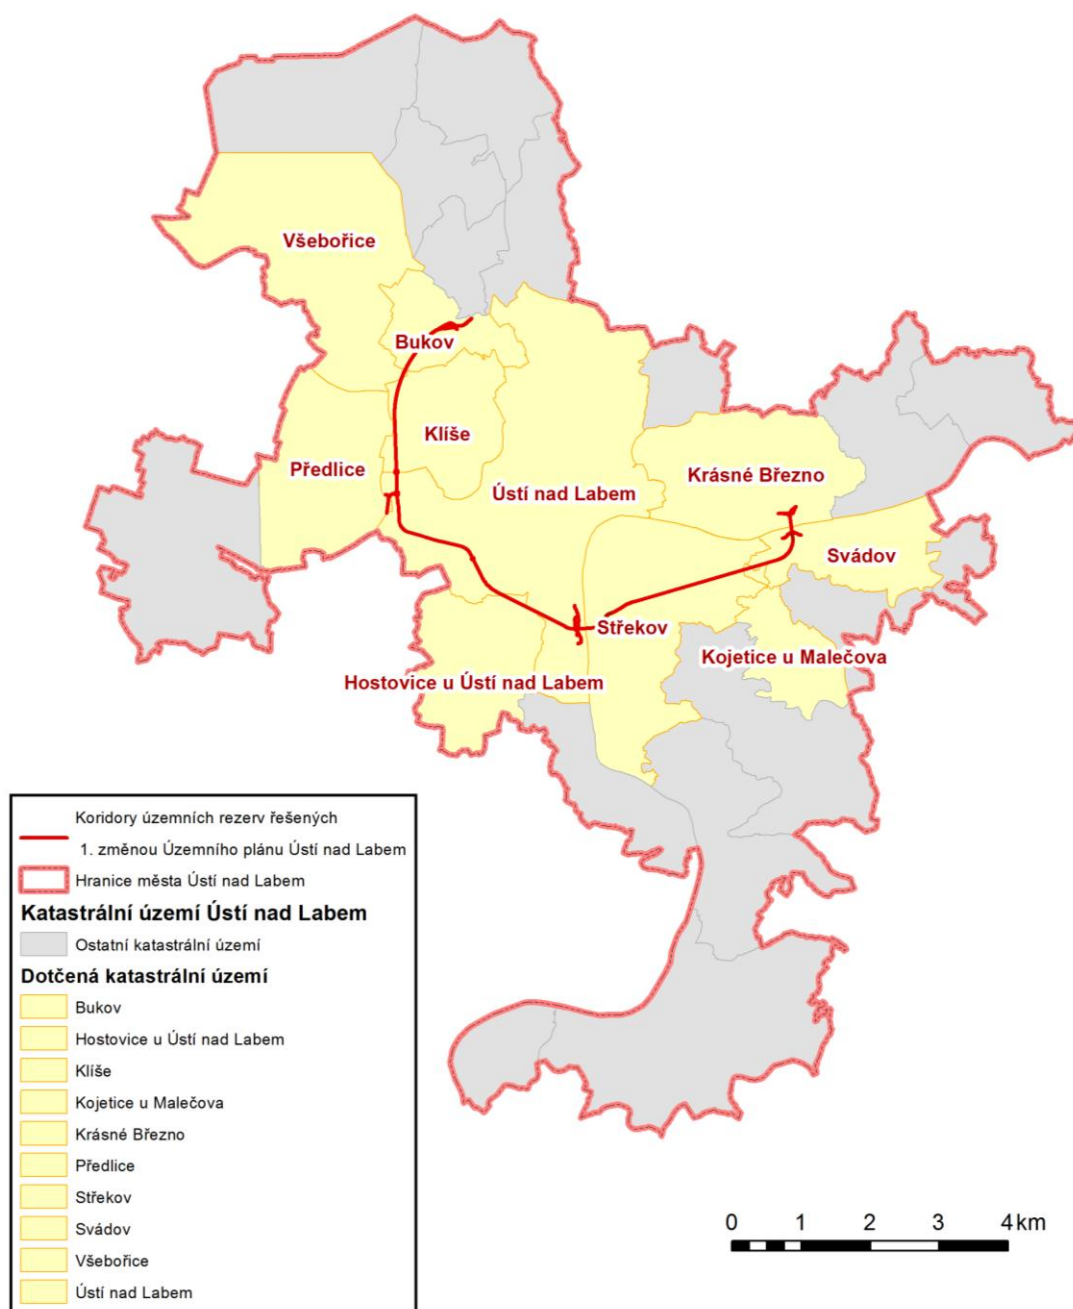 Všebořice
Bukov
Klíše
Předlice
Krásné Březno
Ústí nad Labem
Svádov
Střekov
Kojetice u Malečova
Hostovice u Ústí nad Labem
Koridory územních rezerv řešených
1. změnou Územního plánu Ústí nad Labem
Hranice města Ústí nad Labem
Katastrální území Ústí nad Labem
Ostatní katastrální území
Dotčená katastrální území
Bukov
Hostovice u Ústí nad Labem
Klíše
Kojetice u Malečova
Krásné Březno
Předlice
Střekov
Svádov
Všebořice
Ústí nad Labem
0 1 2 3 4 km